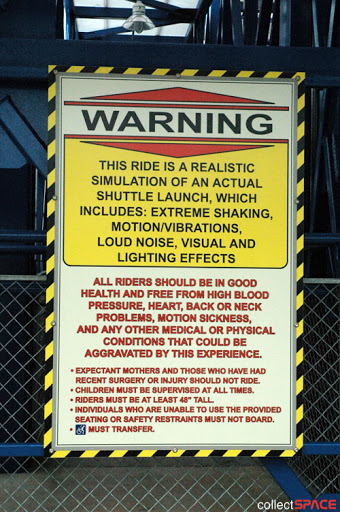 WARNING
THIS RIDE IS A REALISTIC
SIMULATION OF AN ACTUAL
SHUTTLE LAUNCH, WHICH
INCLUDES: EXTREME SHAKING,
MOTION/VIBRATIONS,
LOUD NOISE, VISUAL AND
LIGHTING EFFECTS
ALL RIDERS SHOULD BE IN GOOD
HEALTH AND FREE FROM HIGH BLOOD
PRESSURE, HEART, BACK OR NECK
PROBLEMS, MOTION SICKNESS,
AND ANY OTHER MEDICAL OR PHYSICAL
CONDITIONS THAT COULD BE
AGGRAVATED BY THIS EXPERIENCE.
• EXPECTANT MOTHERS AND THOSE WHO HAVE HAD
RECENT SURGERY OR INJURY SHOULD NOT RIDE.
• CHILDREN MUST BE SUPERVISED AT ALL TIMES.
• RIDERS MUST BE AT LEAST 48" TALL.
• INDIVIDUALS WHO ARE UNABLE TO USE THE PROVIDED
SEATING OR SAFETY RESTRAINTS MUST NOT BOARD.
• MUST TRANSFER.
collectSPACE